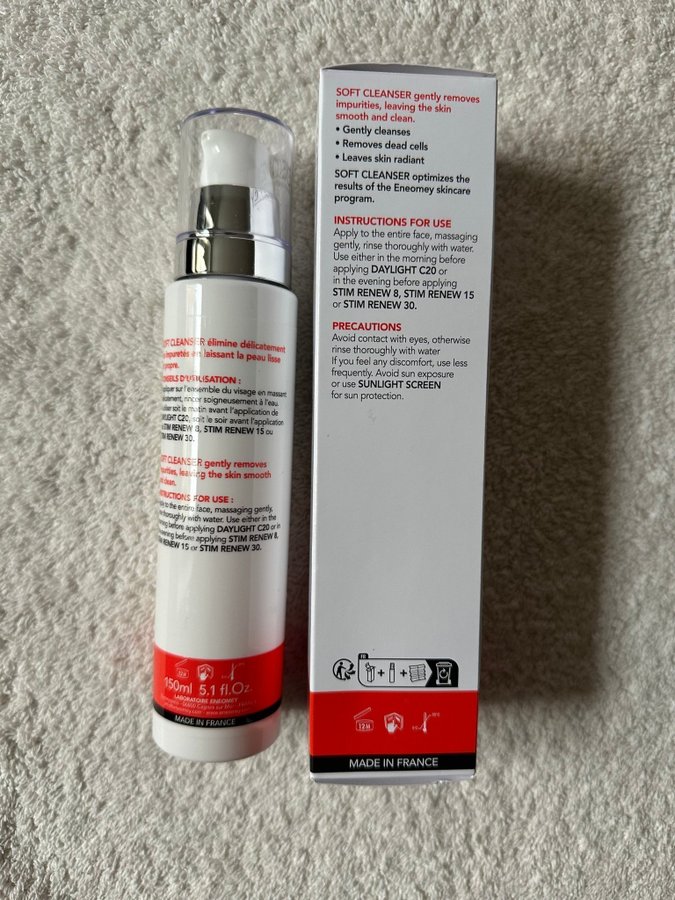 SOFT CLEANSER élimine délicatement
impuretés en laissant la peau lisse
propre.
CONSEILS D'UTILISATION :
sur l'ensemble du visage en massant
rincer soigneusement à l'eau.
soit le matin avant l'application de
DAYLIGHT C20, soit le soir avant l'application
STIM RENEW 8, STIM RENEW 15 ou
STIM RENEW 30.
SOFT CLEANSER gently removes
impurities, leaving the skin smooth
and clean.
INSTRUCTIONS FOR USE :
to the entire face, massaging gently,
thoroughly with water. Use either in the
before applying DAYLIGHT C20 or in
before applying STIM RENEW 8,
RENEW 15 or STIM RENEW 30.
12M
150ml 5.1 fl.Oz.
LABORATOIRE ENEOMEY
MADE IN FRANCE
SOFT CLEANSER gently removes
impurities, leaving the skin
smooth and clean.
• Gently cleanses
• Removes dead cells
• Leaves skin radiant
SOFT CLEANSER optimizes the
results of the Eneomey skincare
program.
INSTRUCTIONS FOR USE
Apply to the entire face, massaging
gently, rinse thoroughly with water.
Use either in the morning before
applying DAYLIGHT C20 or
in the evening before applying
STIM RENEW 8, STIM RENEW 15
or STIM RENEW 30.
PRECAUTIONS
Avoid contact with eyes, otherwise
rinse thoroughly with water
If you feel any discomfort, use less
frequently. Avoid sun exposure
or use SUNLIGHT SCREEN
for sun protection.
FR
+ +
12M
MADE IN FRANCE